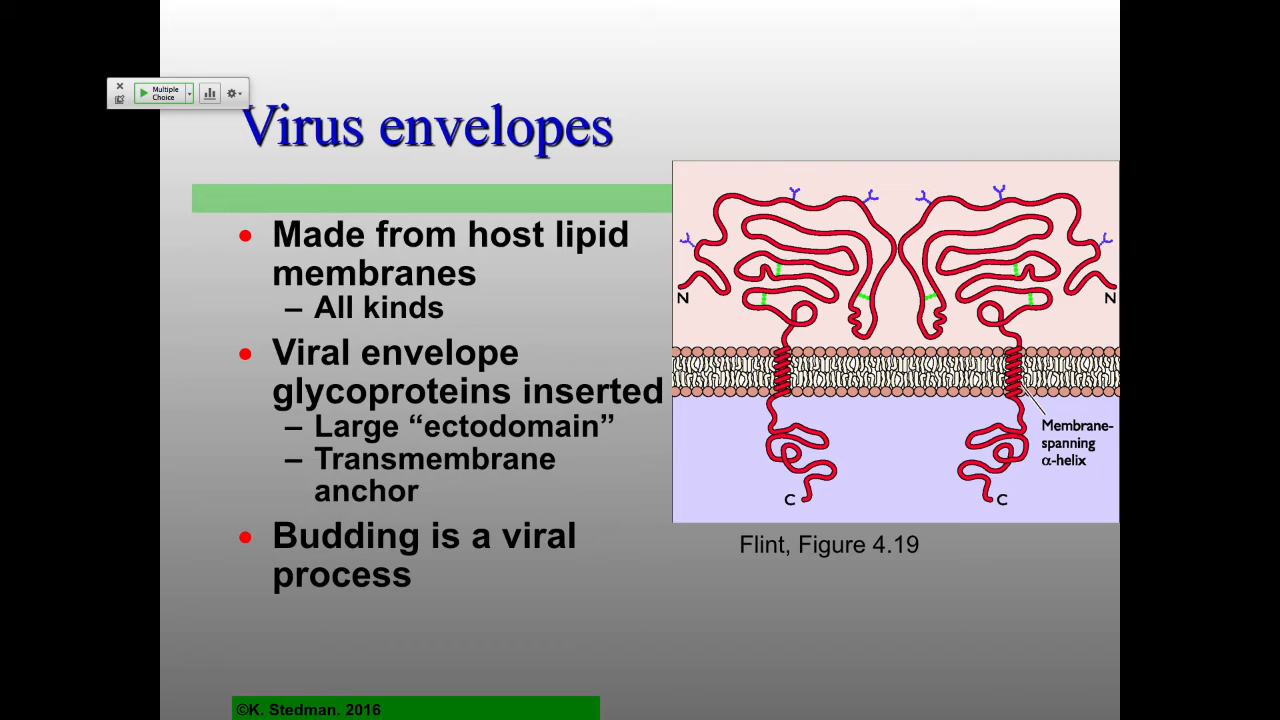 Multiple
Choice
Virus envelopes
Made from host lipid
membranes
– All kinds
Viral envelope
glycoproteins inserted
– Large “ectodomain”
– Transmembrane
anchor
Budding is a viral
process
N
N
Membrane-
spanning
α-helix
C
C
Flint, Figure 4.19
©K. Stedman. 2016